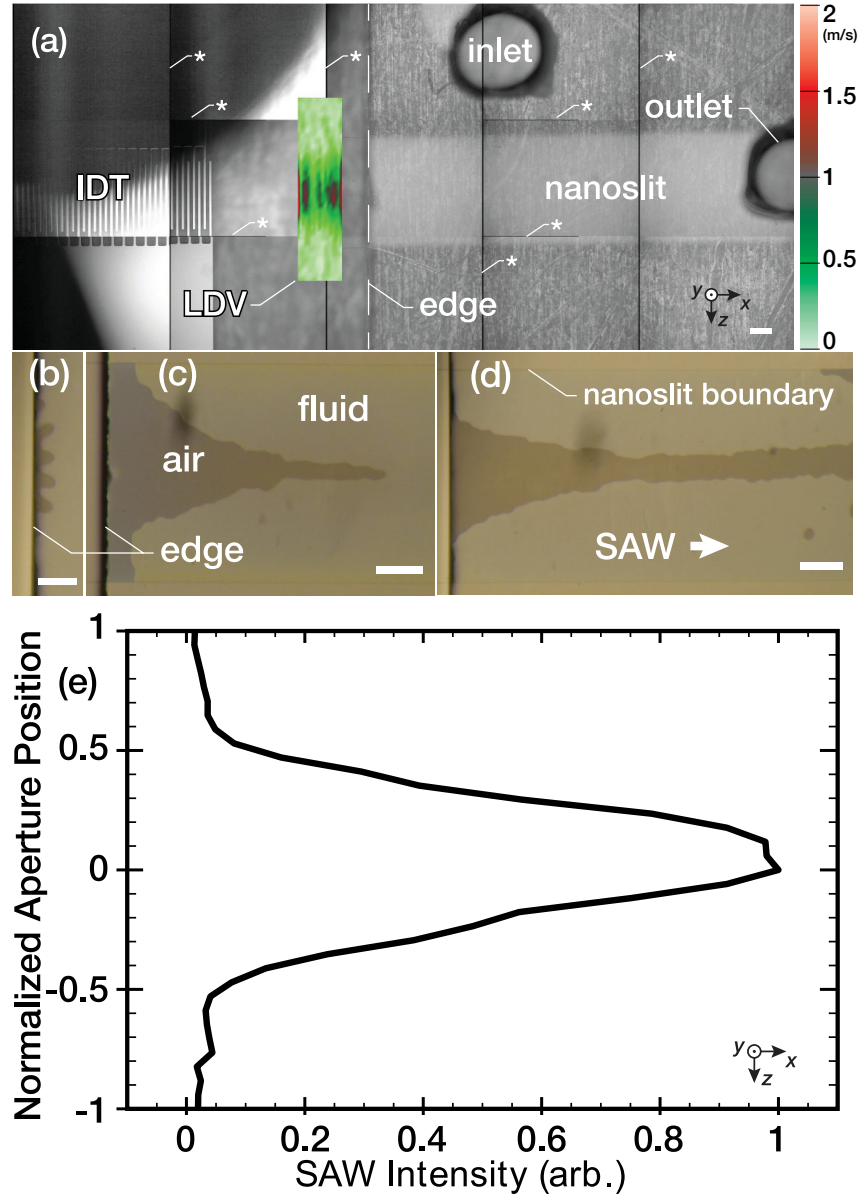 (a)
*
inlet
*
2
(m/s)
*
*
outlet
1.5
IDT
nanoslit
1
*
*
*
0.5
LDV
edge
y
x
z
0
(b)
(c)
(d)
nanoslit boundary
fluid
air
edge
SAW
1
(e)
0.5
0
-0.5
-1
Normalized Aperture Position
y
x
z
0
0.2
0.4
0.6
0.8
1
SAW Intensity (arb.)